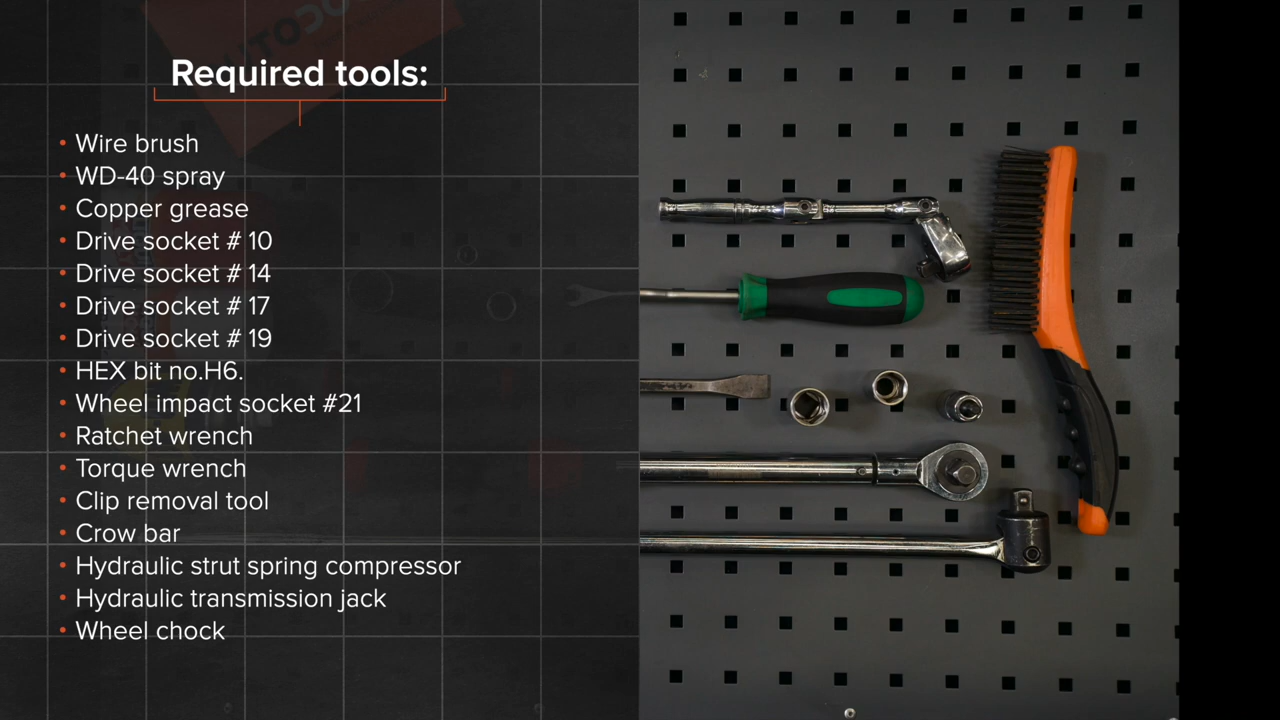 Required tools:
• Wire brush
• WD-40 spray
• Copper grease
• Drive socket # 10
• Drive socket # 14
• Drive socket # 17
• Drive socket # 19
• HEX bit no.H6.
• Wheel impact socket #21
• Ratchet wrench
• Torque wrench
• Clip removal tool
• Crow bar
• Hydraulic strut spring compressor
• Hydraulic transmission jack
• Wheel chock